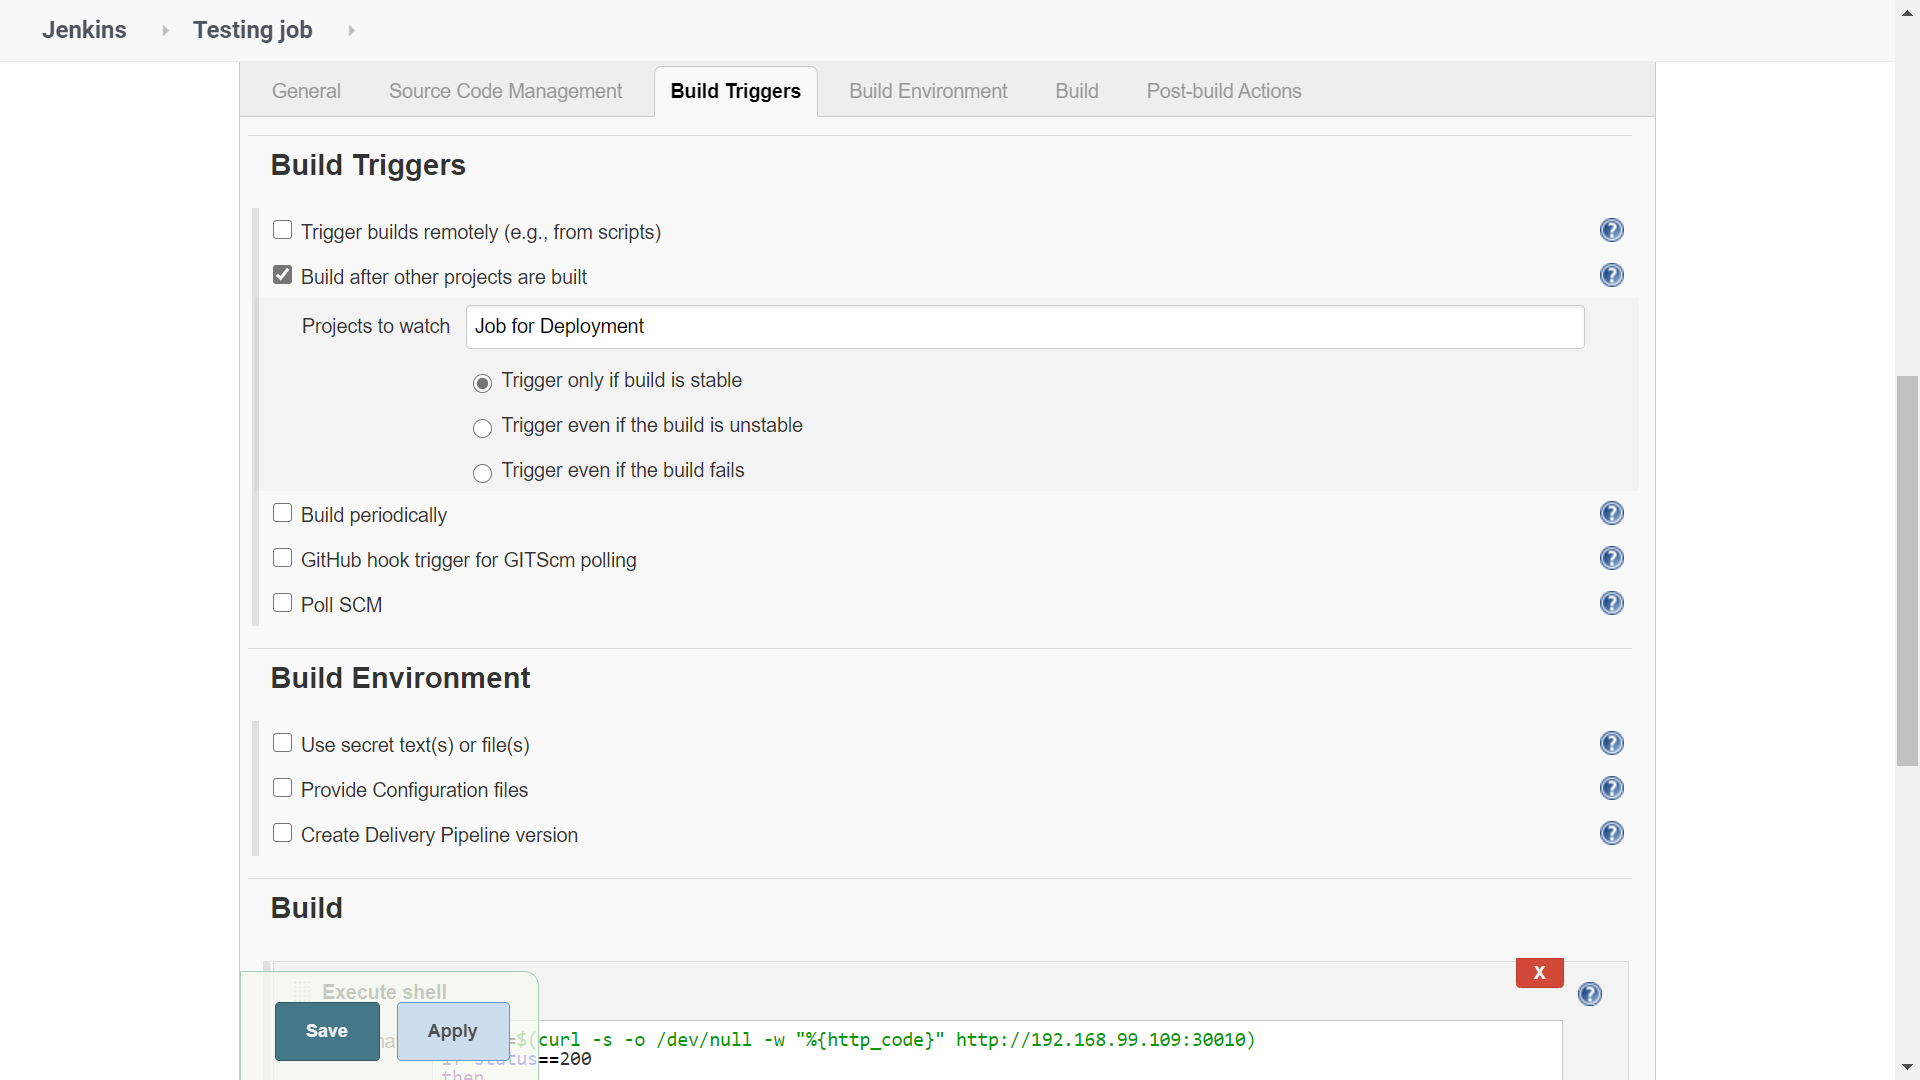 Jenkins Testing job
General Source Code Management Build Triggers Build Environment Build Post-build Actions
Build Triggers
Trigger builds remotely (e.g., from scripts)
Build after other projects are built
Projects to watch Job for Deployment
Trigger only if build is stable
Trigger even if the build is unstable
Trigger even if the build fails
Build periodically
GitHub hook trigger for GITScm polling
Poll SCM
Build Environment
Use secret text(s) or file(s)
Provide Configuration files
Create Delivery Pipeline version
Build
X
Execute shell
Save Apply
=$(curl -s -o /dev/null -w "%{http_code}" http://192.168.99.109:30010)
if status==200
then